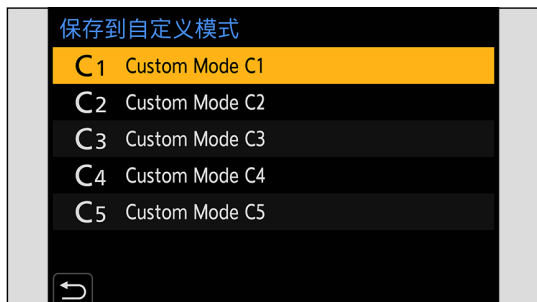 保存到自定义模式
C1 Custom Mode C1
C2 Custom Mode C2
C3 Custom Mode C3
C4 Custom Mode C4
C5 Custom Mode C5